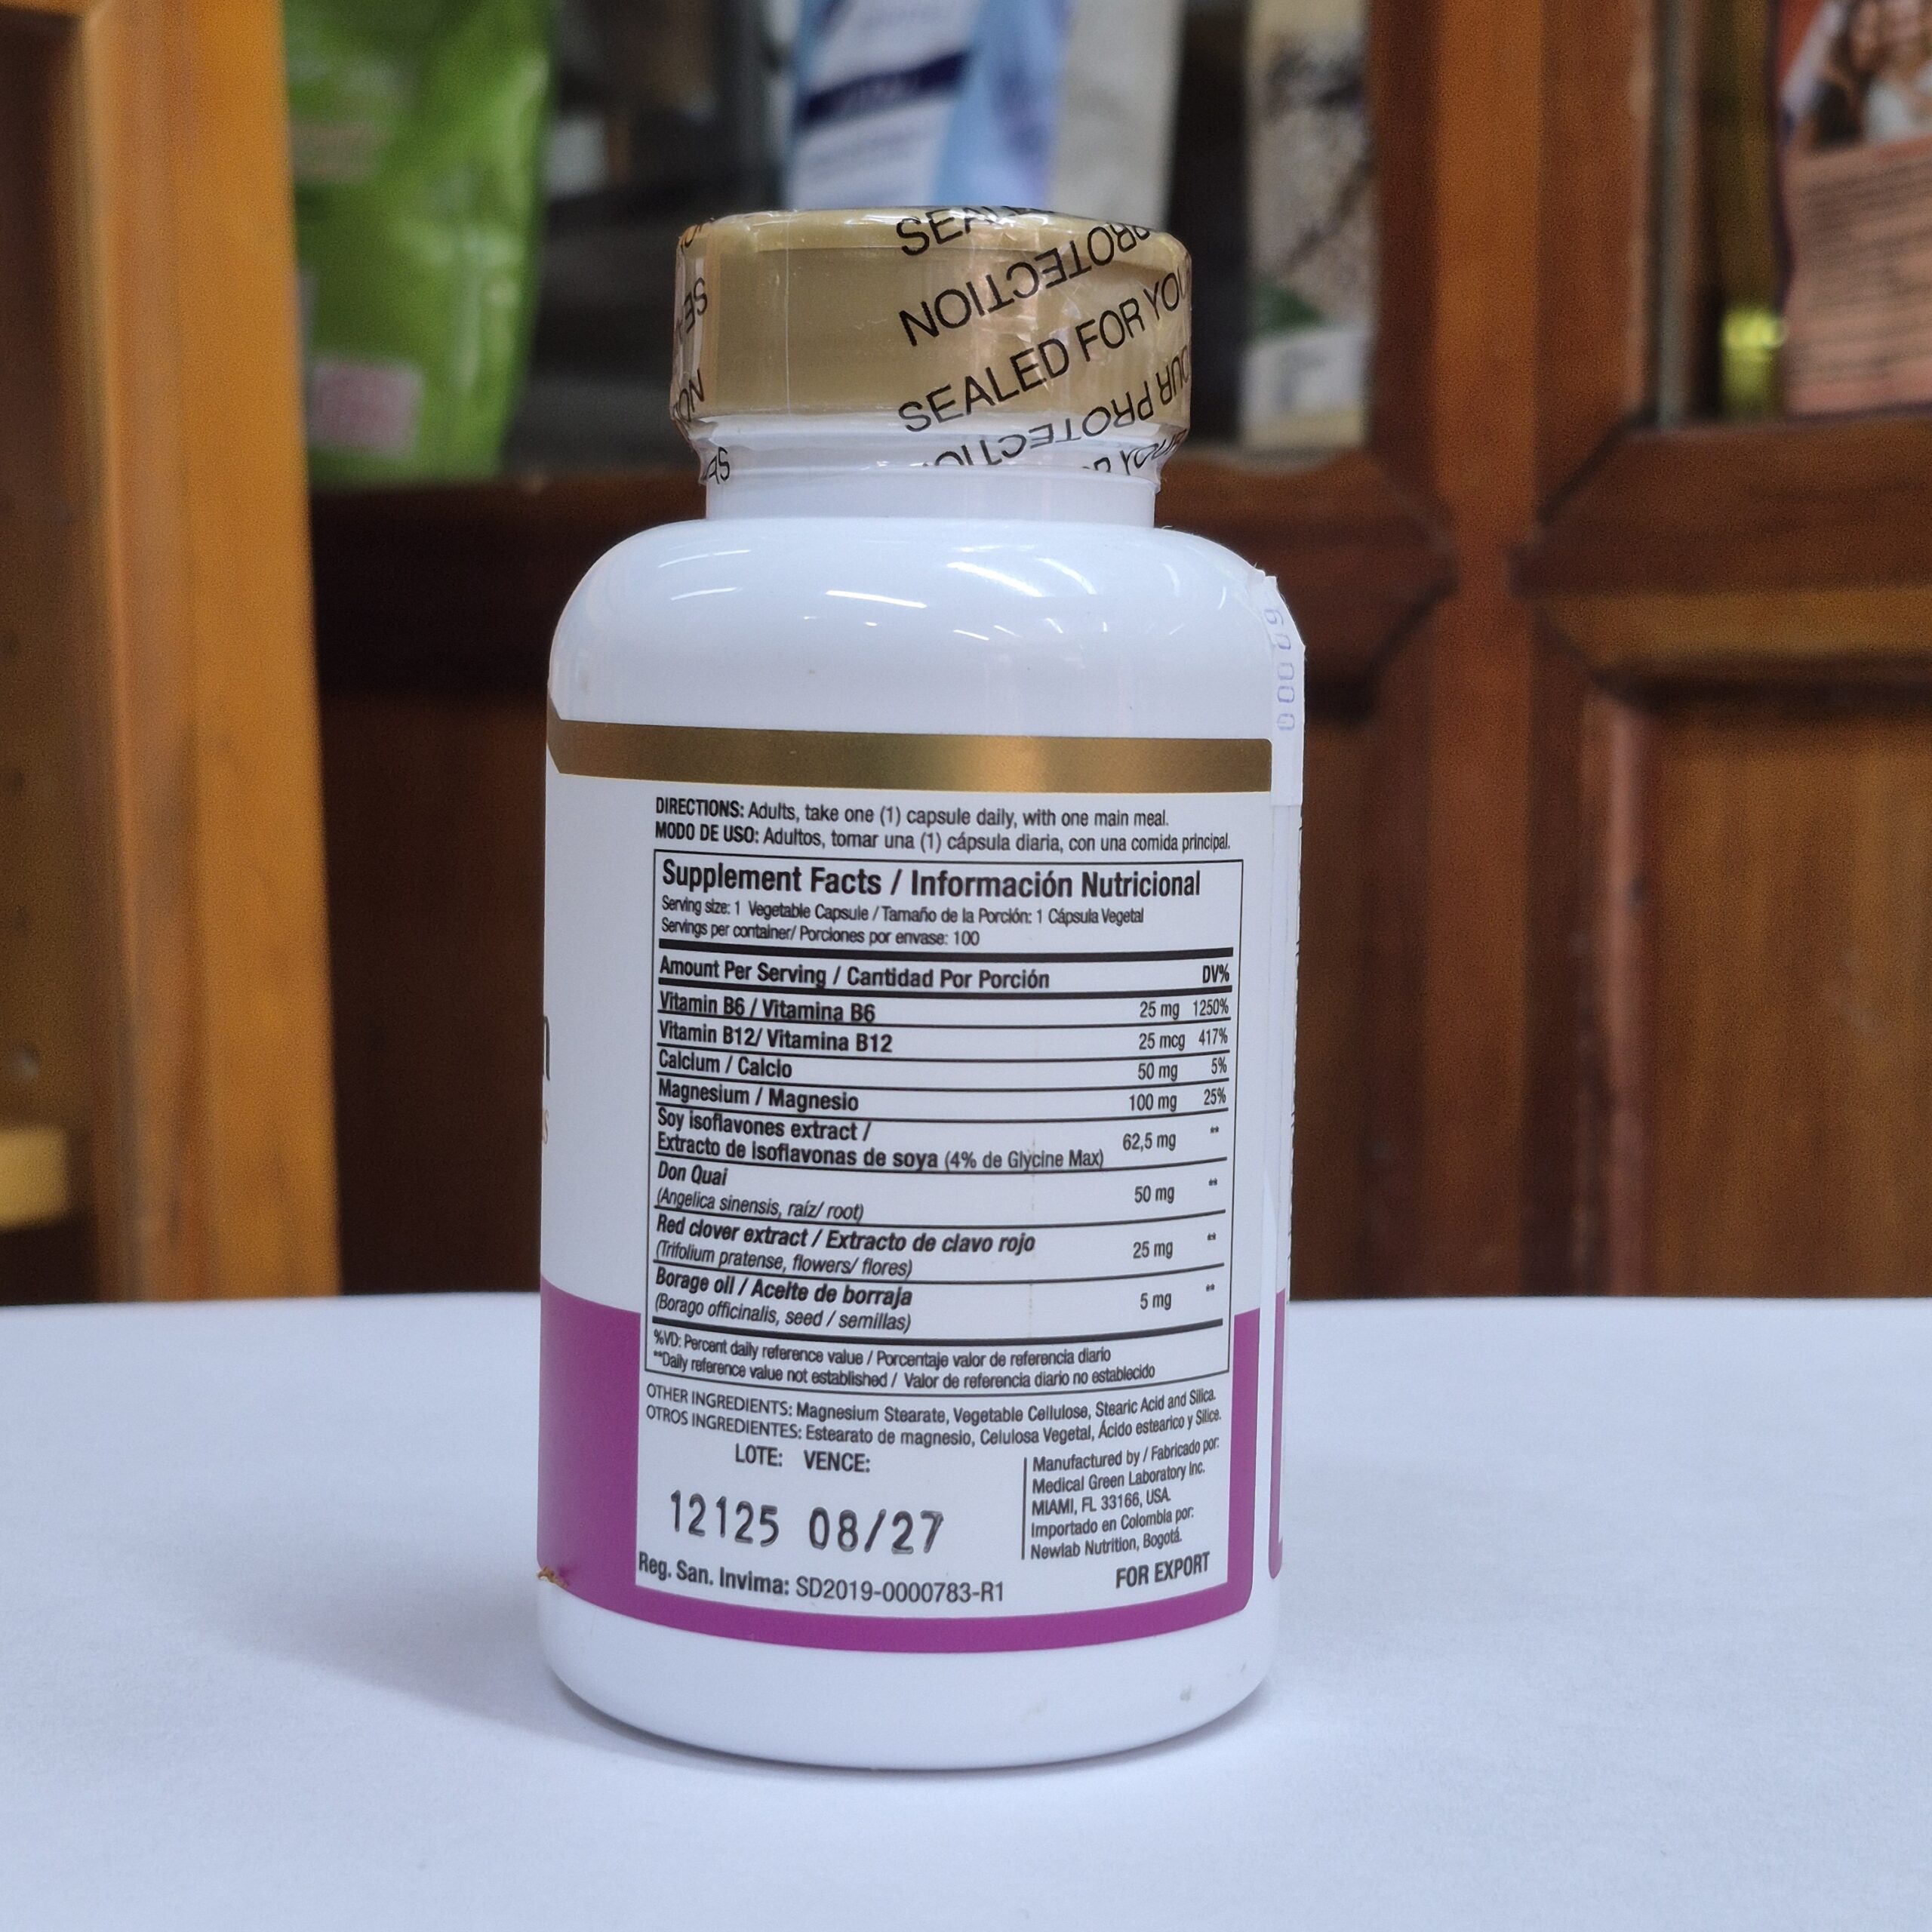 SEALED FOR YOU
PROTECTION
DIRECTIONS: Adults, take one (1) capsule daily, with one main meal.
MODO DE USO: Adultos, tomar una (1) cápsula diaria, con una comida principal.
Supplement Facts / Información Nutricional
Serving size: 1 Vegetable Capsule / Tamaño de la Porción: 1 Cápsula Vegetal
Servings per container/ Porciones por envase: 100
Amount Per Serving / Cantidad Por Porción DV%
Vitamin B6 / Vitamina B6 25 mg 1250%
Vitamin B12/ Vitamina B12 25 mcg 417%
Calcium / Calcio 50 mg 5%
Magnesium / Magnesio 100 mg 25%
Soy isoflavones extract /
Extracto de Isoflavonas de soya (4% de Glycine Max) 62,5 mg **
Don Quai
(Angelica sinensis, raíz/ root) 50 mg **
Red clover extract / Extracto de clavo rojo
(Trifolium pratense, flowers/ flores) 25 mg **
Borage oil / Aceite de borraja
(Borago officinalis, seed / semillas) 5 mg **
%VD: Percent daily reference value / Porcentaje valor de referencia diario
**Daily reference value not established / Valor de referencia diario no establecido
OTHER INGREDIENTS: Magnesium Stearate, Vegetable Cellulose, Stearic Acid and Silica.
OTROS INGREDIENTES: Estearato de magnesio, Celulosa Vegetal, Ácido estearico y Silice.
LOTE: VENCE:
12125 08/27
Reg. San. Invima: SD2019-0000783-R1
Manufactured by / Fabricado por:
Medical Green Laboratory Inc.
MIAMI, FL 33166, USA.
Importado en Colombia por:
Newlab Nutrition, Bogotá.
FOR EXPORT